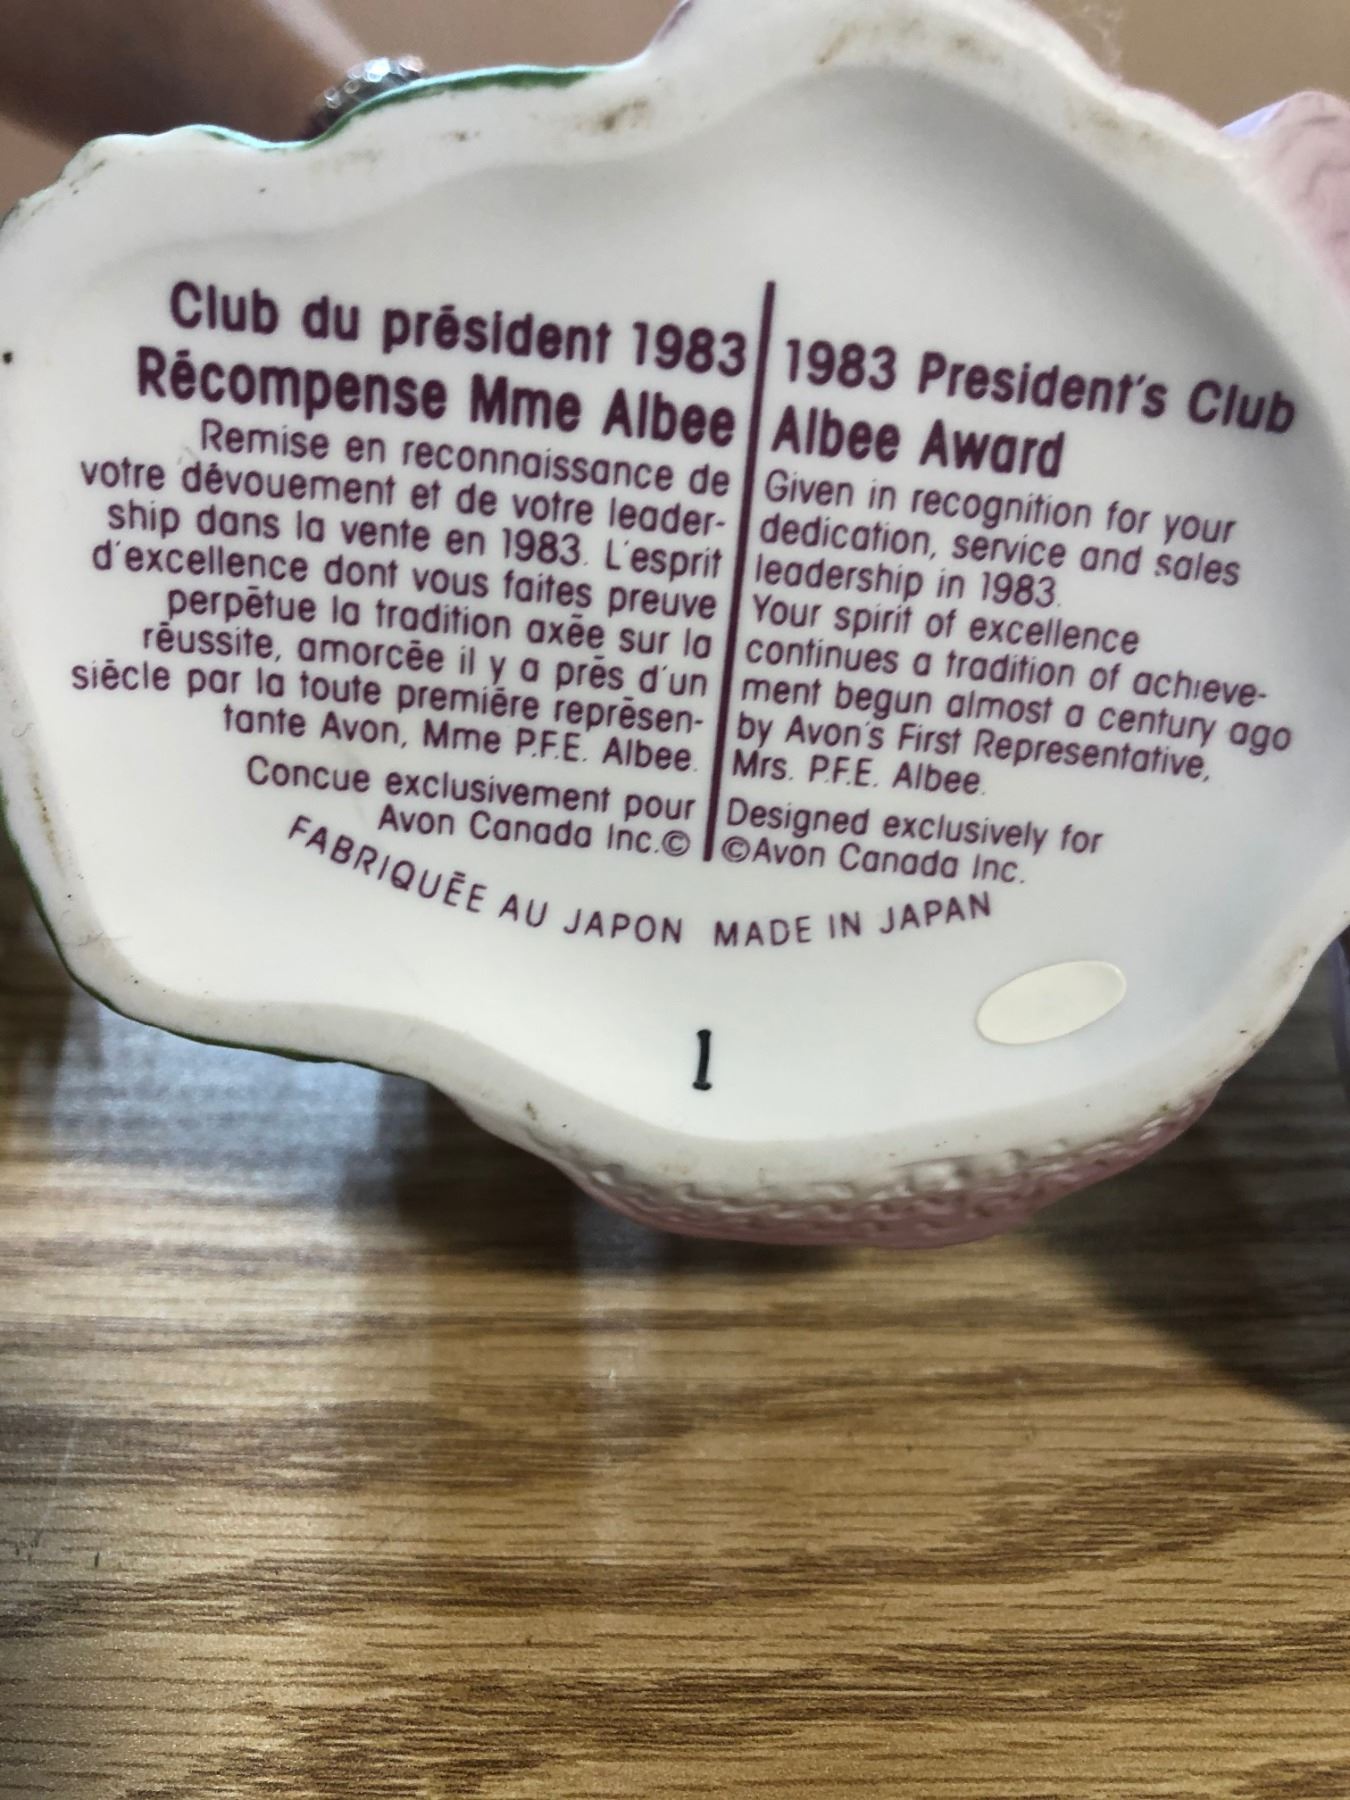 Club du président 1983
Récompense Mme Albee
Remise en reconnaissance de
votre dévouement et de votre leader-
ship dans la vente en 1983. L'esprit
d'excellence dont vous faites preuve
perpétue la tradition axée sur la
réussite, amorcée il y a prés d'un
siécle par la toute premiére représen-
tante Avon, Mme P.F.E. Albee.
Concue exclusivement pour
Avon Canada Inc.©
FABRIQUÉE AU JAPON
1983 President's Club
Albee Award
Given in recognition for your
dedication, service and sales
leadership in 1983.
Your spirit of excellence
continues a tradition of achieve-
ment begun almost a century ago
by Avon's First Representative,
Mrs. P.F.E. Albee.
Designed exclusively for
©Avon Canada Inc.
MADE IN JAPAN
I